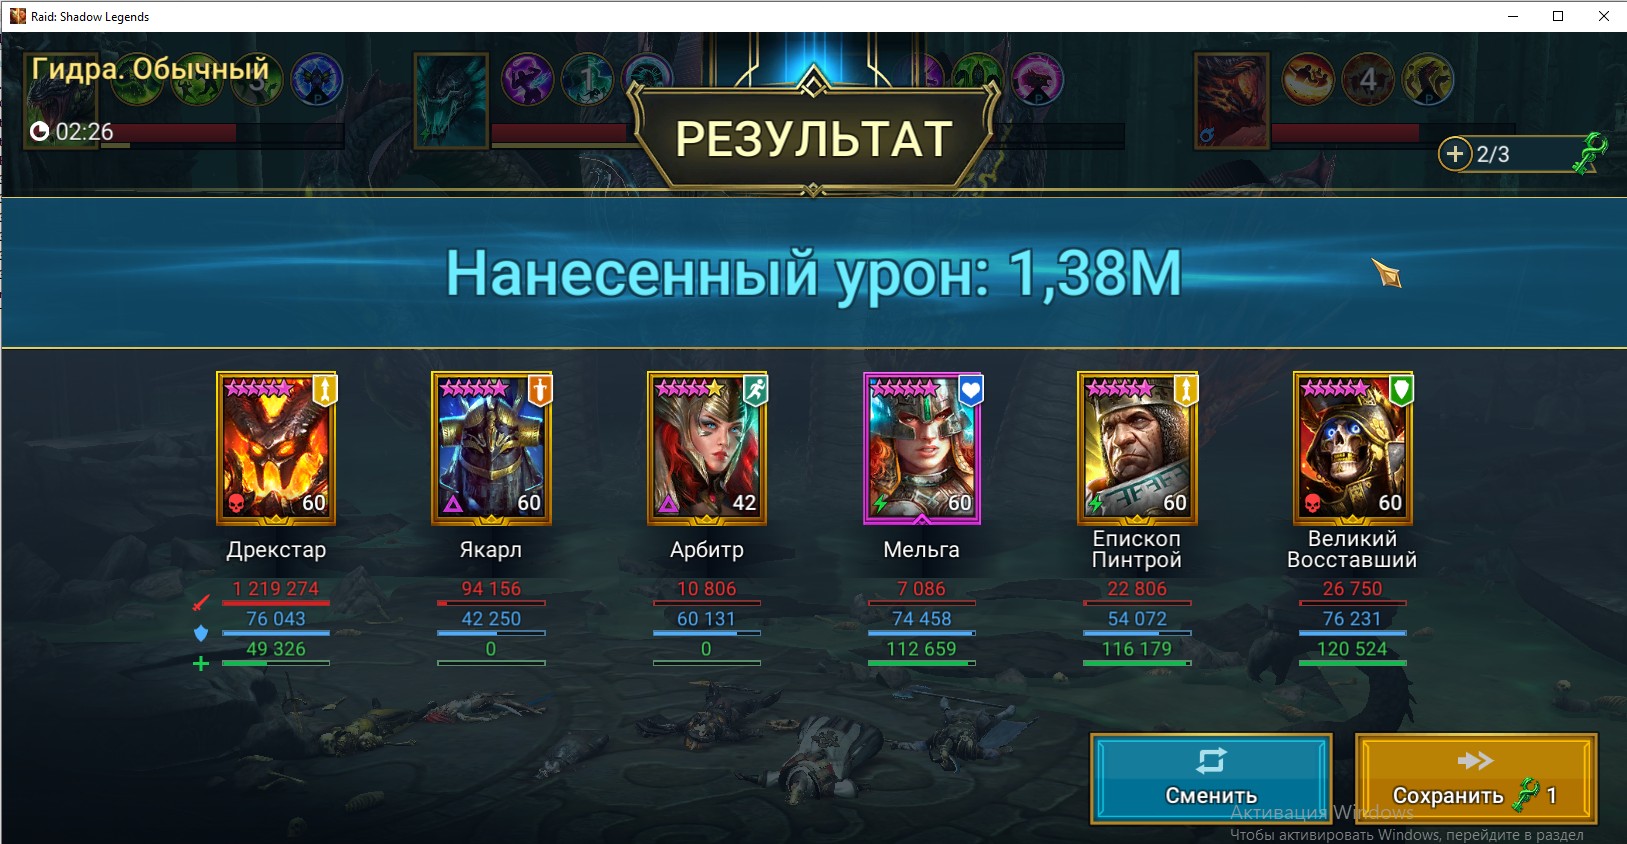 Raid: Shadow Legends
Гидра. Обычный
02:26
3
1
4
РЕЗУЛЬТАТ
2/3
Нанесенный урон: 1,38М
60
60
42
60
60
60
Дрекстар
Якарл
Арбитр
Мельга
Епископ
Пинтрой
Великий
Восставший
1 219 274
94 156
10 806
7 086
22 806
26 750
76 043
42 250
60 131
74 458
54 072
76 231
49 326
0
0
112 659
116 179
120 524
Сменить
Сохранить 1
Активация Windows
Чтобы активировать Windows, перейдите в раздел